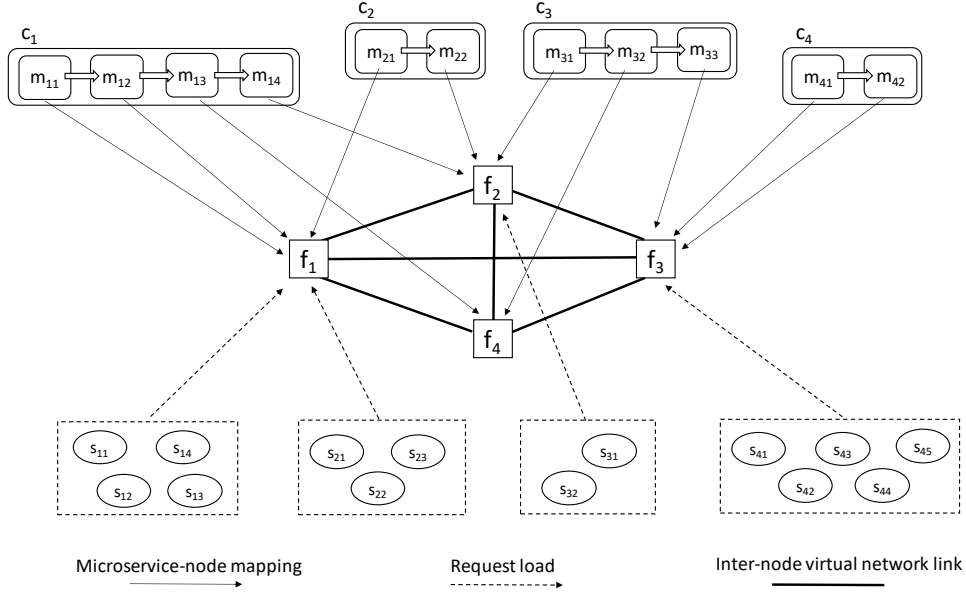 c₁ c₂ c₃ c₄
m₁₁ m₁₂ m₁₃ m₁₄ m₂₁ m₂₂ m₃₁ m₃₂ m₃₃ m₄₁ m₄₂
f₂
f₁ f₃
f₄
s₁₁ s₁₄ s₂₁ s₂₃ s₃₁ s₄₁ s₄₃ s₄₅
s₁₂ s₁₃ s₂₂ s₃₂ s₄₂ s₄₄
Microservice-node mapping Request load Inter-node virtual network link